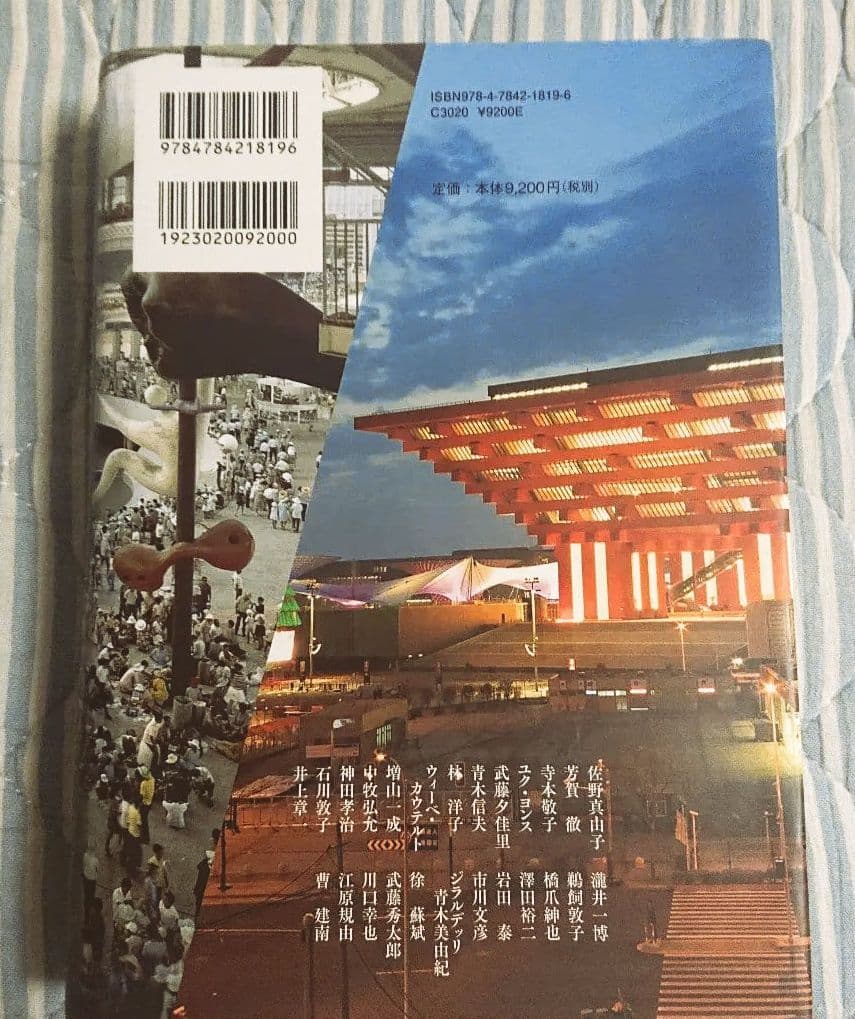 9784784218196
1923020092000
ISBN978-4-7842-1819-6
C3020 ¥9200E
定価：本体9,200円(税別)
佐野真由子
芳賀 徹
寺本敬子
ユク・ヨンス
武藤夕佳里
青木信夫
林 洋子
ウィーベ・
カウテルト
増山一成
中牧弘允
神田孝治
石川敦子
井上章一
瀧井一博
鵜飼敦子
橋爪紳也
澤田裕二
岩田 泰
市川文彦
ジラルデッリ
青木美由紀
徐 蘇斌
武藤秀太郎
川口幸也
江原規由
曹 建南